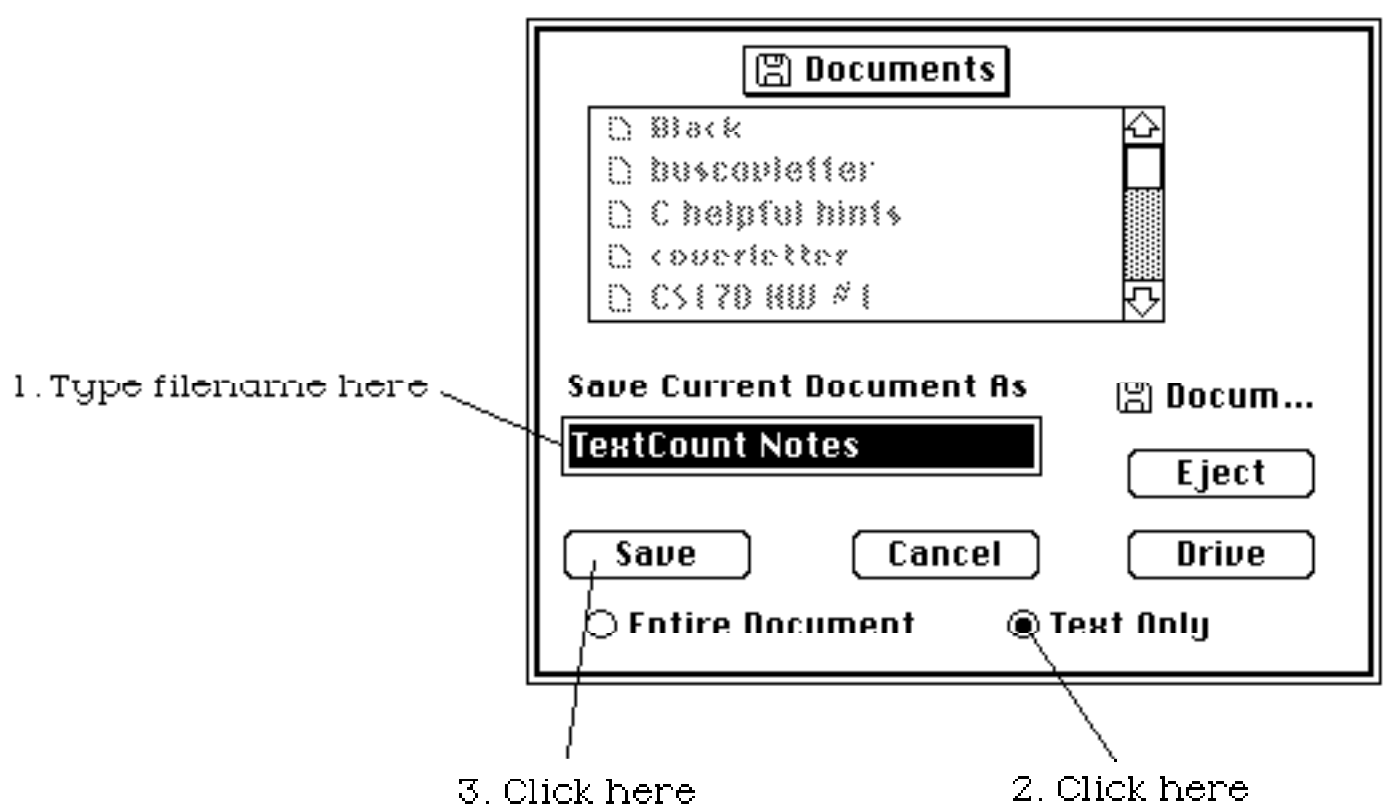 Documents
Black
buscovletter
C helpful hints
coverletter
CS170 HW #1
1. Type filename here
Save Current Document As
Docum...
TextCount Notes
Eject
Save Cancel Drive
Entire Document Text Only
3. Click here 2. Click here